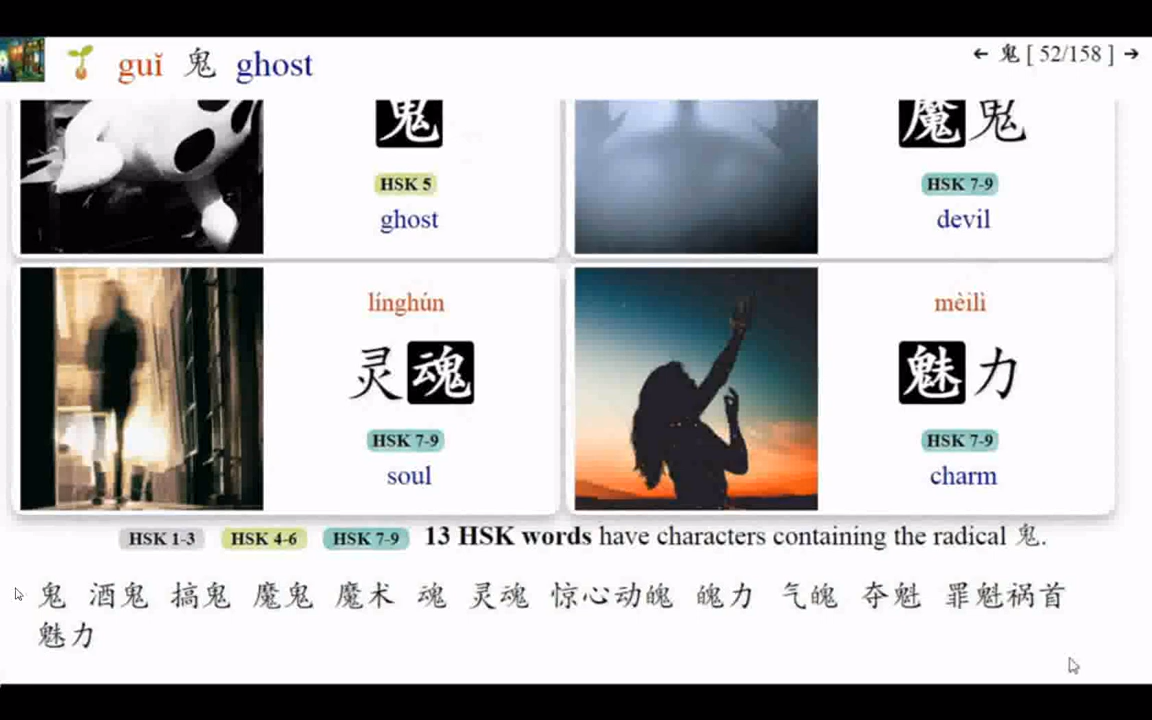 guǐ 鬼 ghost
← 鬼 [ 52/158 ] →
鬼 魔鬼
HSK 5 HSK 7-9
ghost devil
línghún mèilì
灵魂 魅力
HSK 7-9 HSK 7-9
soul charm
HSK 1-3 HSK 4-6 HSK 7-9 13 HSK words have characters containing the radical 鬼.
鬼 酒鬼 搞鬼 魔鬼 魔术 魂 灵魂 惊心动魄 魄力 气魄 夺魁 罪魁祸首
魅力